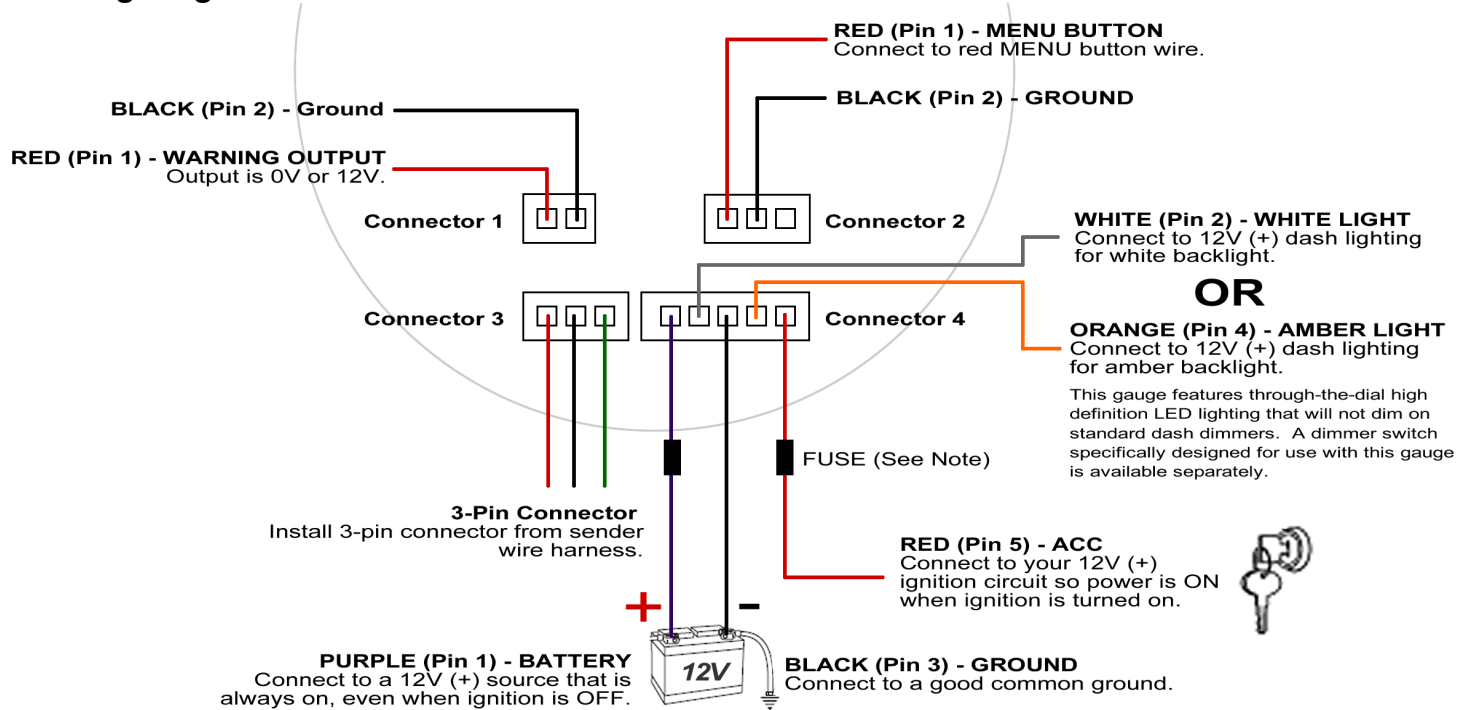 RED (Pin 1) - MENU BUTTON
Connect to red MENU button wire.
BLACK (Pin 2) - GROUND
BLACK (Pin 2) - Ground
RED (Pin 1) - WARNING OUTPUT
Output is 0V or 12V.
Connector 1
Connector 2
WHITE (Pin 2) - WHITE LIGHT
Connect to 12V (+) dash lighting
for white backlight.
OR
Connector 3
Connector 4
ORANGE (Pin 4) - AMBER LIGHT
Connect to 12V (+) dash lighting
for amber backlight.
This gauge features through-the-dial high
definition LED lighting that will not dim on
standard dash dimmers. A dimmer switch
specifically designed for use with this gauge
is available separately.
FUSE (See Note)
3-Pin Connector
Install 3-pin connector from sender
wire harness.
RED (Pin 5) - ACC
Connect to your 12V (+)
ignition circuit so power is ON
when ignition is turned on.
+
-
12V
PURPLE (Pin 1) - BATTERY
Connect to a 12V (+) source that is
always on, even when ignition is OFF.
BLACK (Pin 3) - GROUND
Connect to a good common ground.